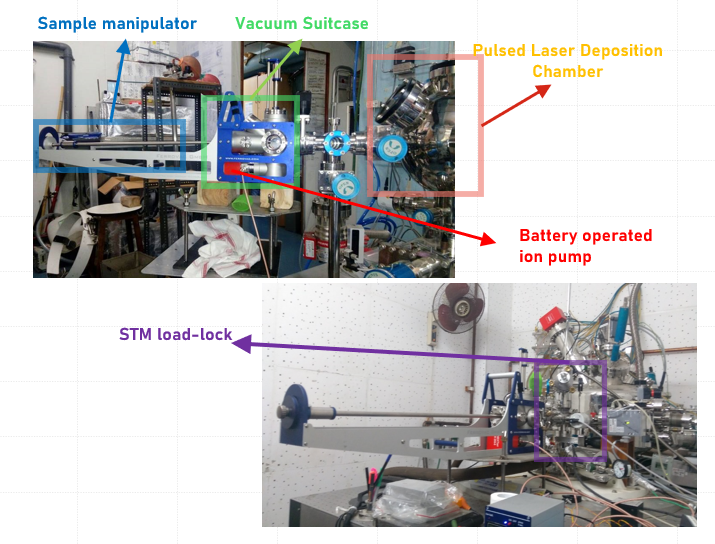 Sample manipulator
Vacuum Suitcase
Pulsed Laser Deposition
Chamber
Battery operated
ion pump
STM load-lock